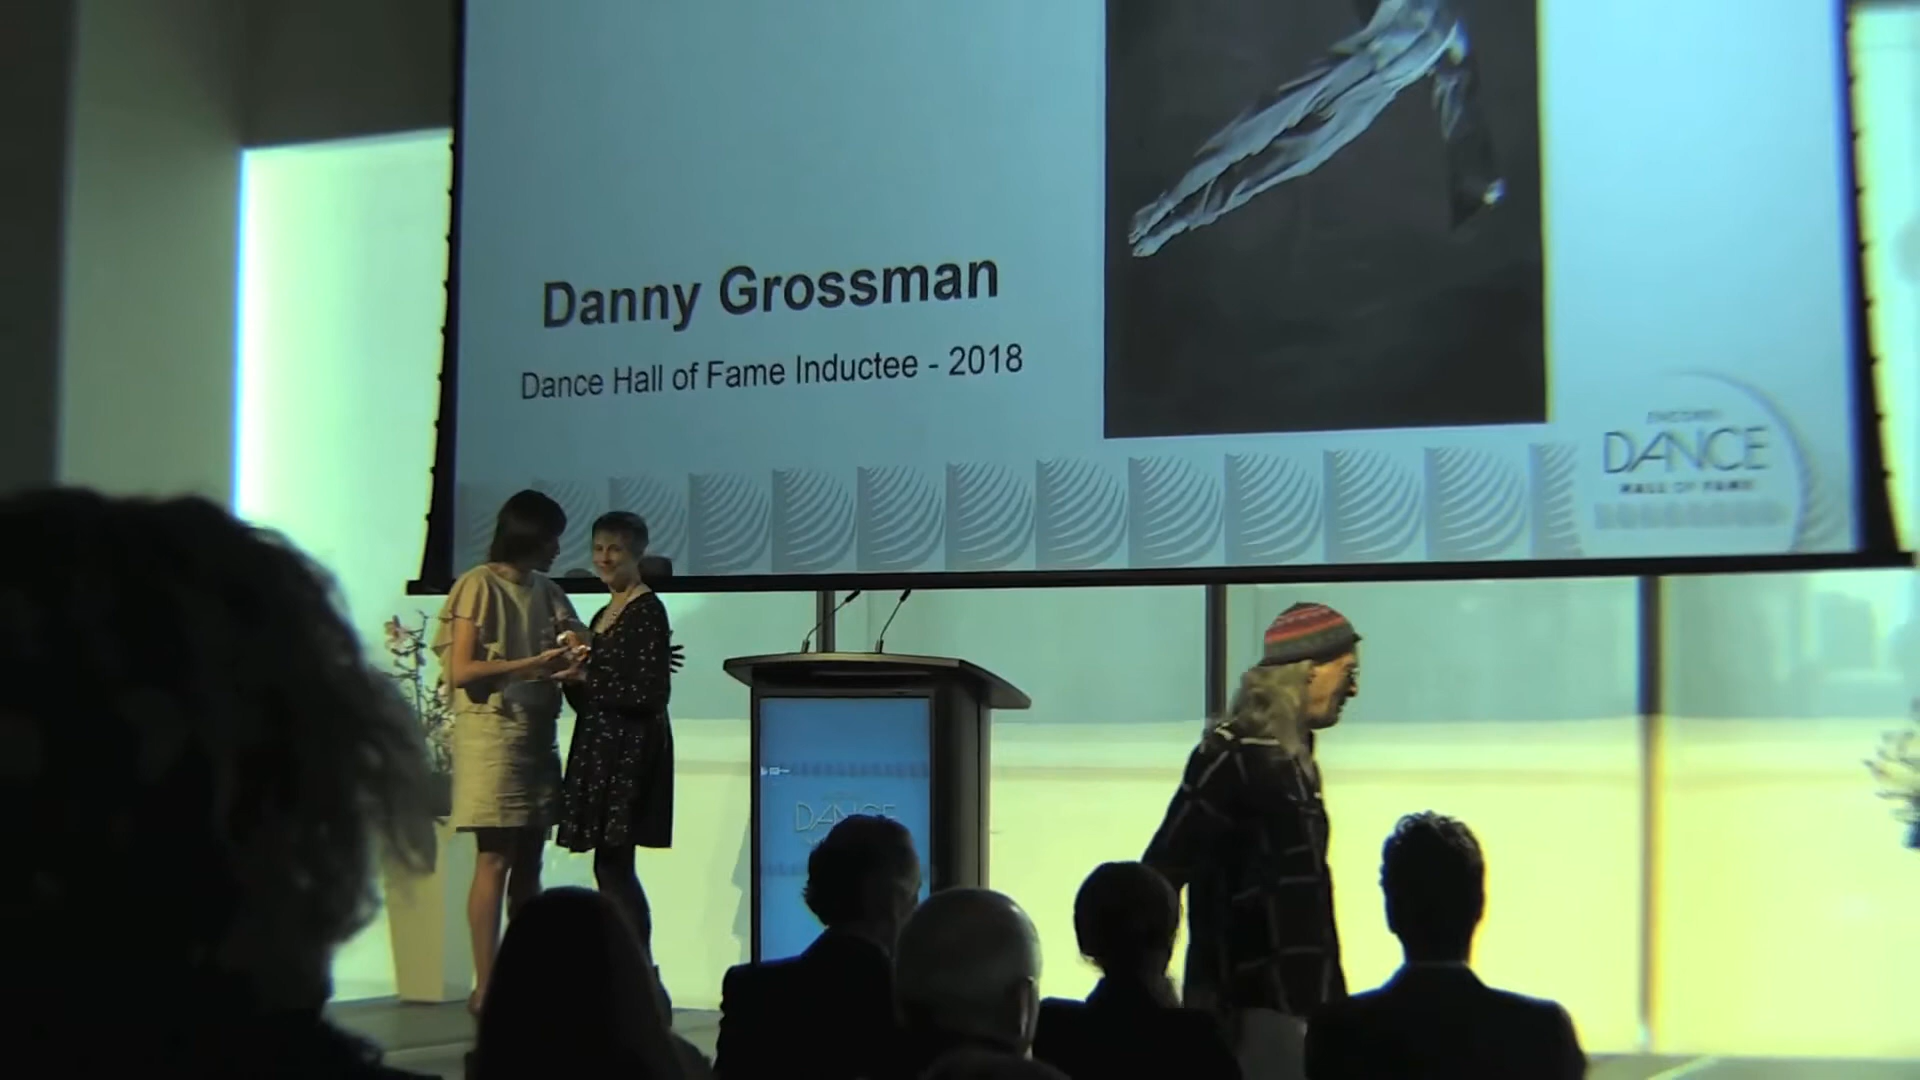 Danny Grossman
Dance Hall of Fame Inductee - 2018
DANCE
HALL OF FAME
DANCE